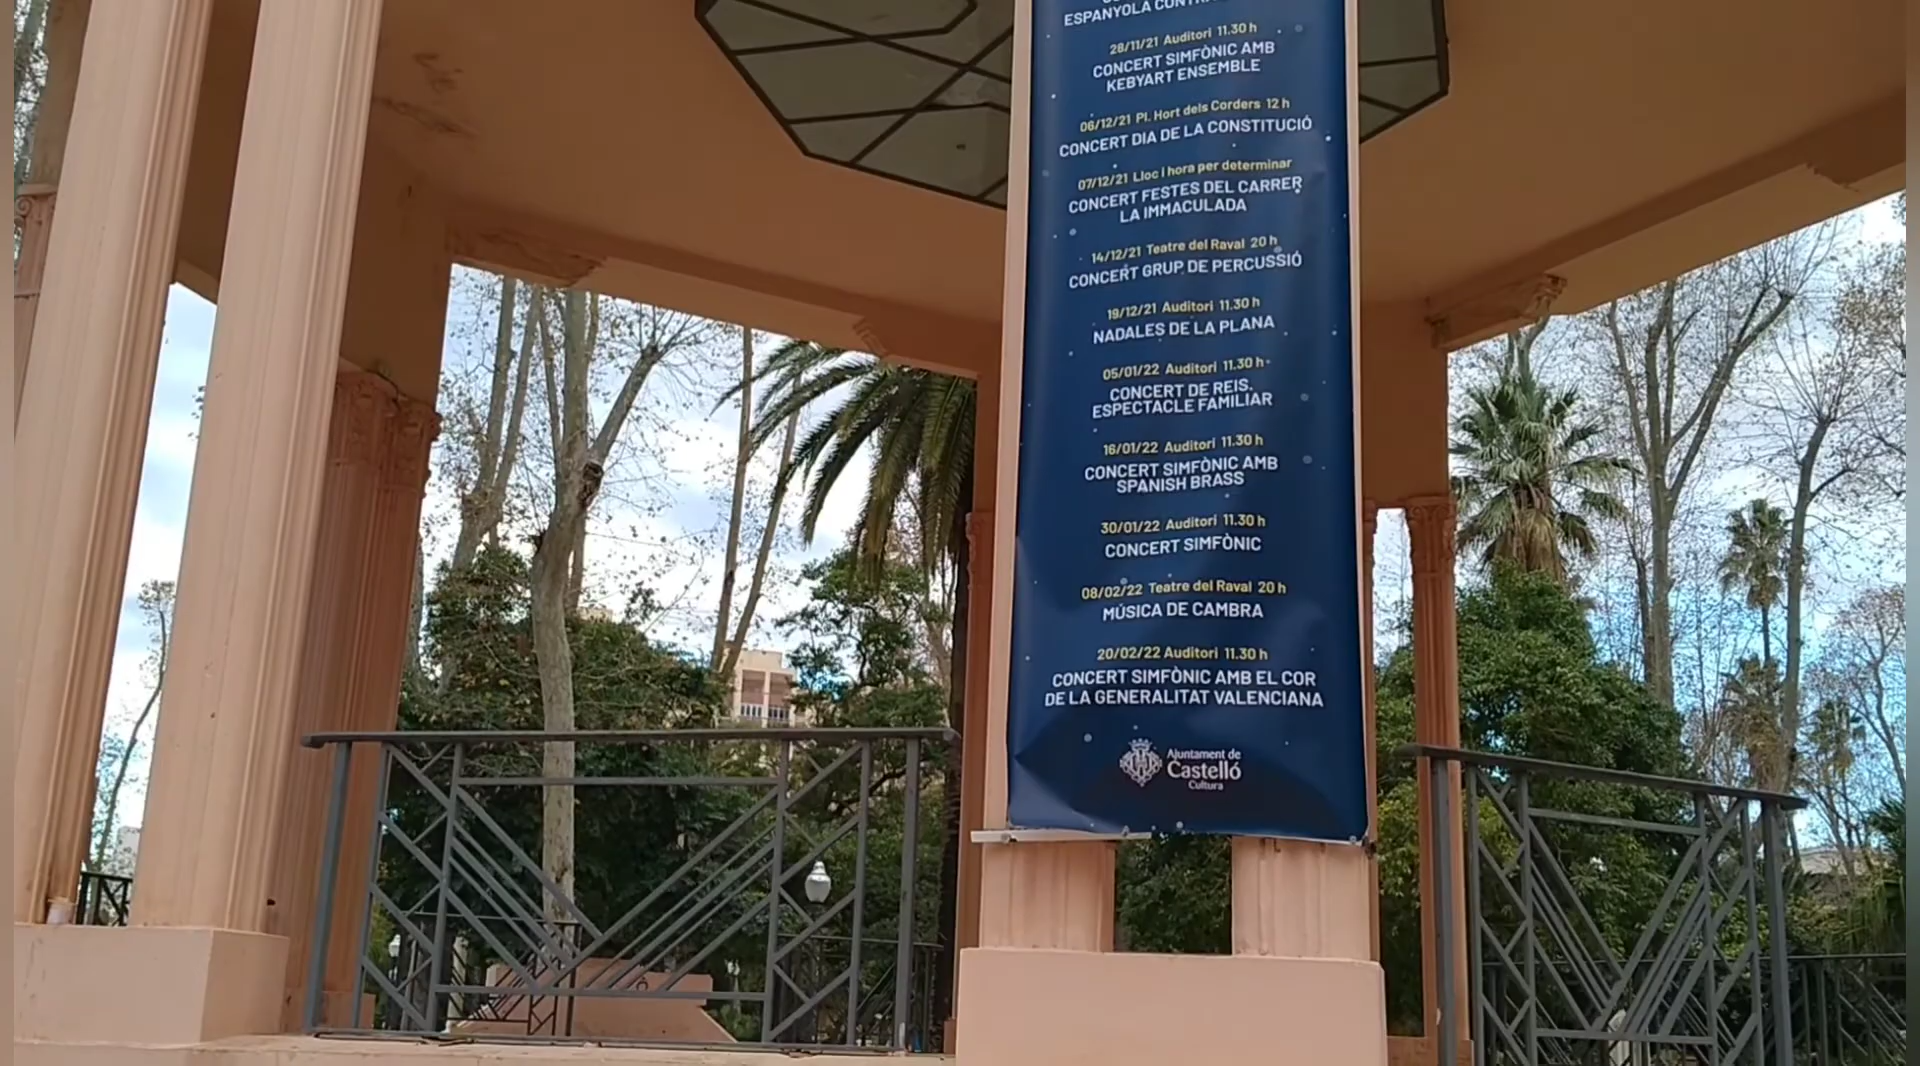 ESPANYOLA
28/11/21 Auditori 11.30 h
CONCERT SIMFÒNIC AMB
KEBYART ENSEMBLE
06/12/21 Pl. Hort dels Corders 12 h
CONCERT DIA DE LA CONSTITUCIÓ
07/12/21 Lloc i hora per determinar
CONCERT FESTES DEL CARRER
LA IMMACULADA
14/12/21 Teatre del Raval 20 h
CONCERT GRUP DE PERCUSSIÓ
19/12/21 Auditori 11.30 h
NADALES DE LA PLANA
05/01/22 Auditori 11.30 h
CONCERT DE REIS.
ESPECTACLE FAMILIAR
16/01/22 Auditori 11.30 h
CONCERT SIMFÒNIC AMB
SPANISH BRASS
30/01/22 Auditori 11.30 h
CONCERT SIMFÒNIC
08/02/22 Teatre del Raval 20 h
MÚSICA DE CAMBRA
20/02/22 Auditori 11.30 h
CONCERT SIMFÒNIC AMB EL COR
DE LA GENERALITAT VALENCIANA
Ajuntament de
Castelló
Cultura